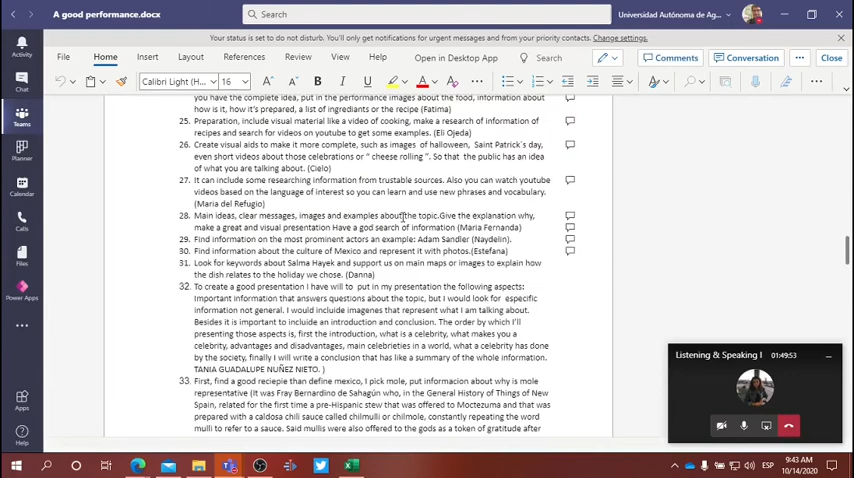 A good performance.docx
Search
Universidad Autónoma de Ag...
Your status is set to do not disturb. You'll only get notifications for urgent messages and from your priority contacts. Change settings.
File Home Insert Layout References Review View Help Open in Desktop App Search Comments Conversation Close
Calibri Light (H... 16 B I U A
Activity
Chat
Teams
Planner
Calendar
Calls
Files
Power Apps
Apps
Help
you have the complete idea, put in the performance images about the food, information about
how is it, how it's prepared, a list of ingrediants or the recipe (Fatima)
25. Preparation, include visual material like a video of cooking, make a research of information of
recipes and search for videos on youtube to get some examples. (Eli Ojeda)
26. Create visual aids to make it more complete, such as images of halloween, Saint Patrick´s day,
even short videos about those celebrations or “ cheese rolling ”. So that the public has an idea
of what you are talking about. (Cielo)
27. It can include some researching information from trustable sources. Also you can watch youtube
videos based on the language of interest so you can learn and use new phrases and vocabulary.
(Maria del Refugio)
28. Main ideas, clear messages, images and examples about the topic.Give the explanation why,
make a great and visual presentation Have a god search of information (Maria Fernanda)
29. Find information on the most prominent actors an example: Adam Sandler (Naydelin).
30. Find information about the culture of Mexico and represent it with photos.(Estefana)
31. Look for keywords about Salma Hayek and support us on main maps or images to explain how
the dish relates to the holiday we chose. (Danna)
32. To create a good presentation I have will to put in my presentation the following aspects:
Important information that answers questions about the topic, but I would look for especific
information not general. I would incluide imagenes that represent what I am talking about.
Besides it is important to incluide an introduction and conclusion. The order by which I'll
presenting those aspects is, first the introduction, what is a celebrity, what makes you a
celebrity, advantages and disadvantages, main celebrieties in a world, what a celebrity has done
by the society, finally I will write a conclusion that has like a summary of the whole information.
TANIA GUADALUPE NUÑEZ NIETO. )
33. First, find a good reciepie than define mexico, I pick mole, put informacion about why is mole
representative (It was Fray Bernardino de Sahagún who, in the General History of Things of New
Spain, related for the first time a pre-Hispanic stew that was offered to Moctezuma and that was
prepared with a caldosa chili sauce called chilmulli or chilmole, constantly repeating the word
mulli to refer to a sauce. Said mullis were also offered to the gods as a token of gratitude after
Listening & Speaking I 01:49:53
ESP
9:43 AM
10/14/2020